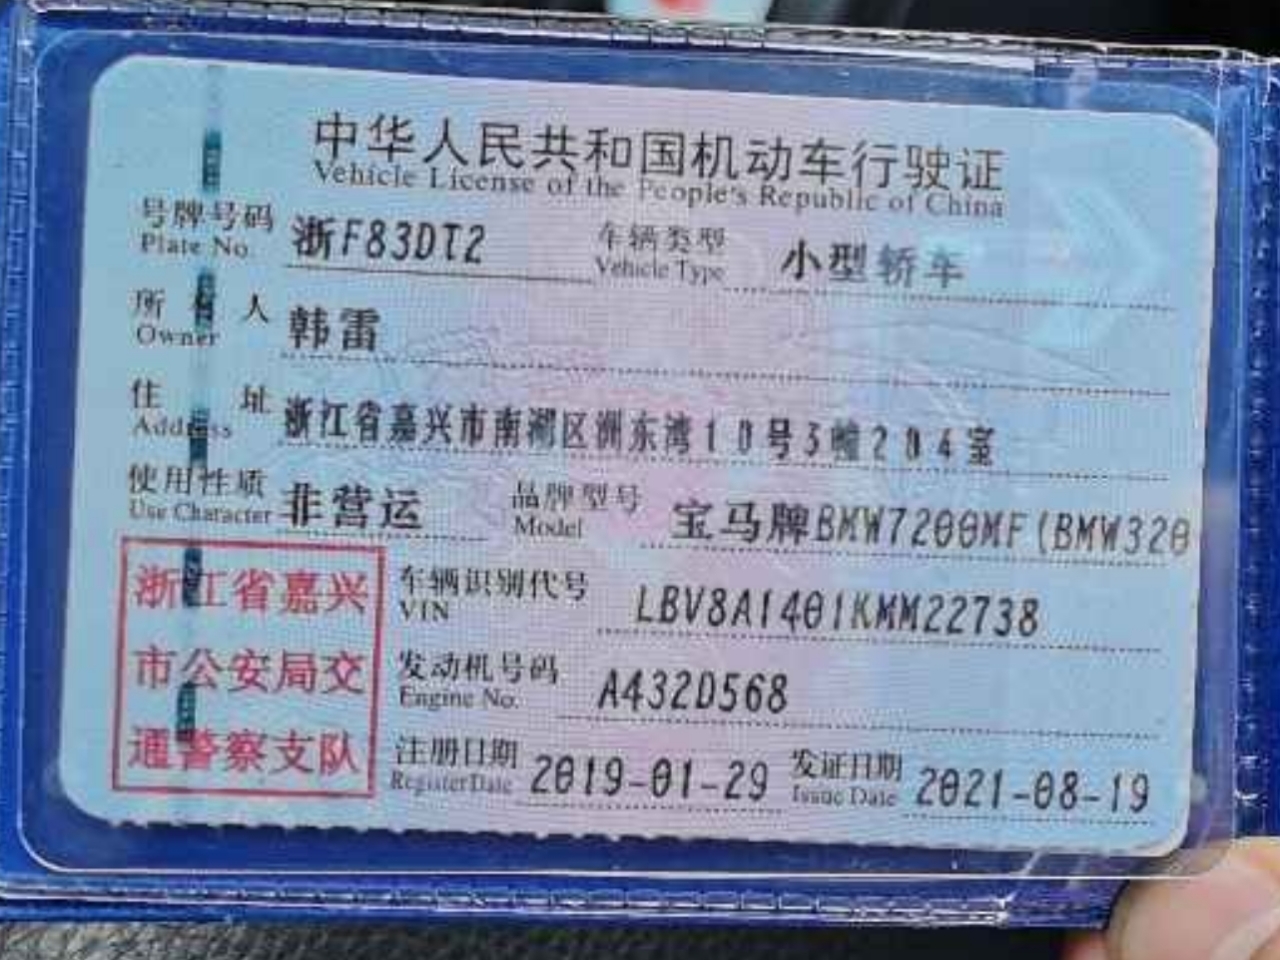 中华人民共和国机动车行驶证
Vehicle License of the People's Republic of China
号牌号码 浙F83DT2 车辆类型 小型轿车
Plate No. Vehicle Type
所有人 韩雷
Owner
住址 浙江省嘉兴市南湖区洲东湾10号3幢204室
Address
使用性质 非营运 品牌型号 宝马牌BMW7200MF(BMW320
Use Character Model
浙江省嘉兴 车辆识别代号 LBV8A1401KMM22738
VIN
市公安局交 发动机号码 A432D568
Engine No.
通警察支队 注册日期 2019-01-29 发证日期 2021-08-19
Register Date Issue Date